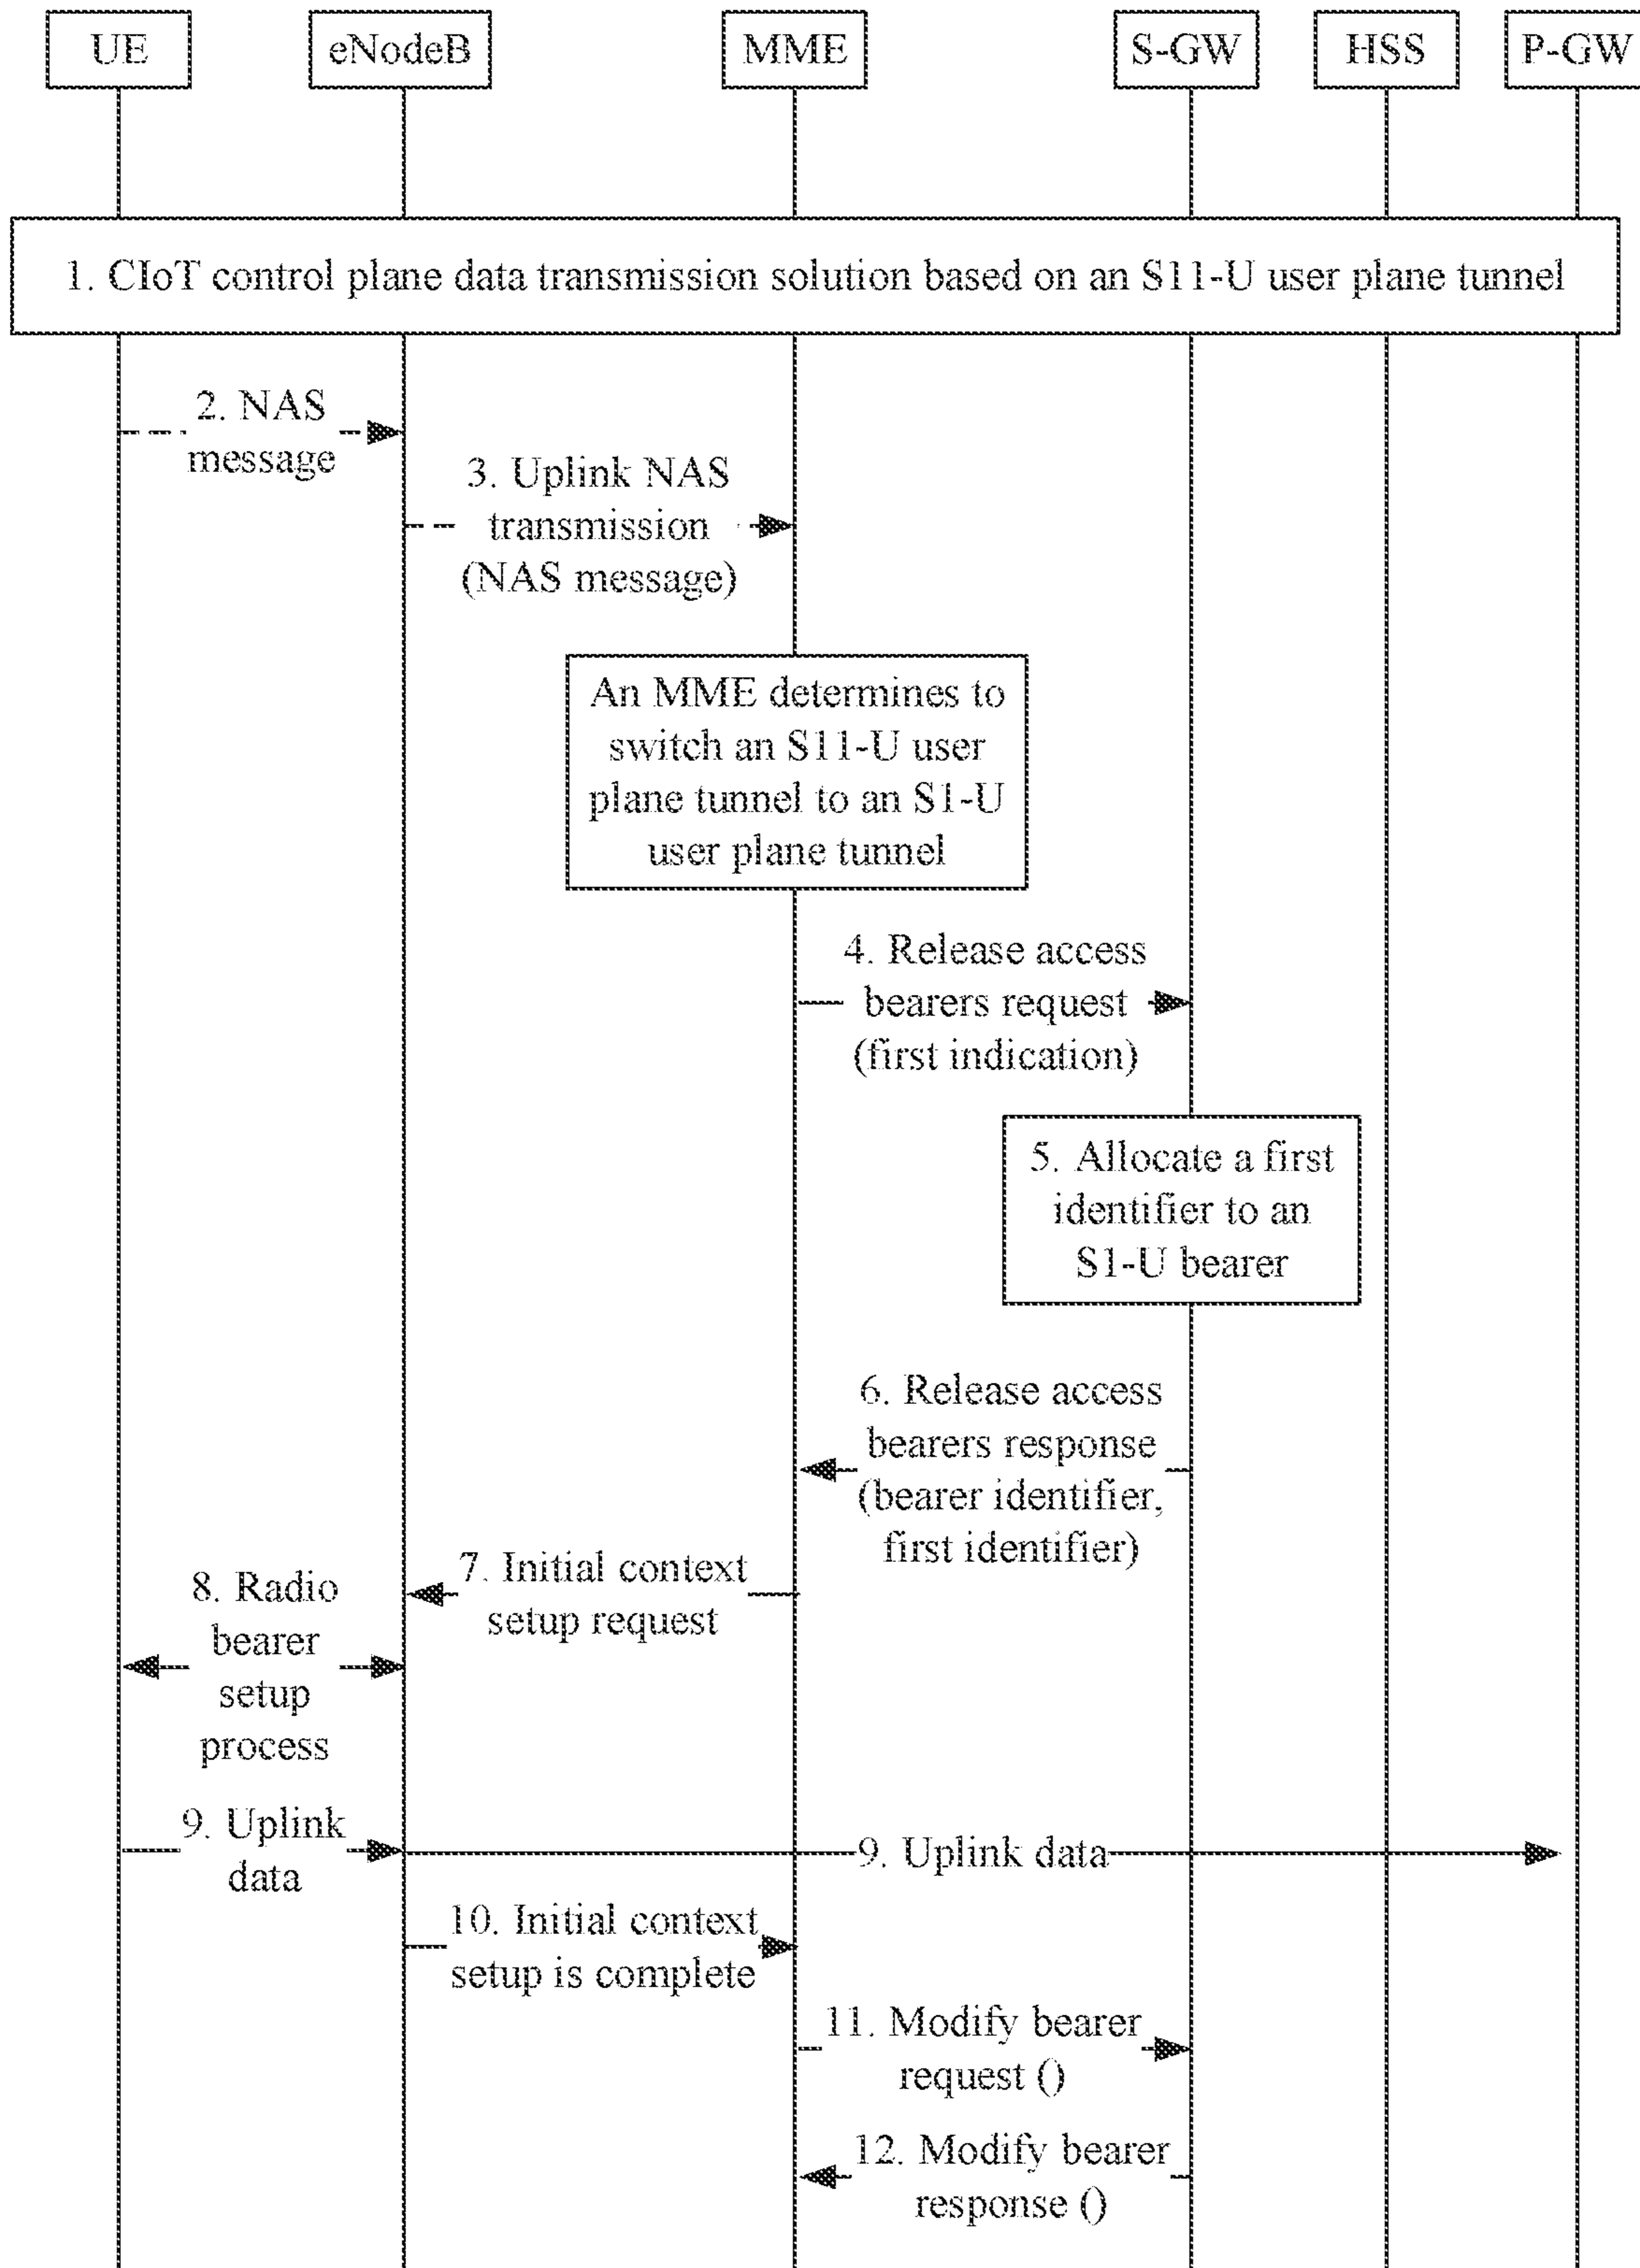 UE
eNodeB
MME
S-GW
HSS
P-GW
1. CIoT control plane data transmission solution based on an S11-U user plane tunnel
2. NAS
message
3. Uplink NAS
transmission
(NAS message)
An MME determines to
switch an S11-U user
plane tunnel to an S1-U
user plane tunnel
4. Release access
bearers request
(first indication)
5. Allocate a first
identifier to an
S1-U bearer
6. Release access
bearers response
(bearer identifier,
first identifier)
7. Initial context
setup request
8. Radio
bearer
setup
process
9. Uplink
data
9. Uplink data
10. Initial context
setup is complete
11. Modify bearer
request ()
12. Modify bearer
response ()